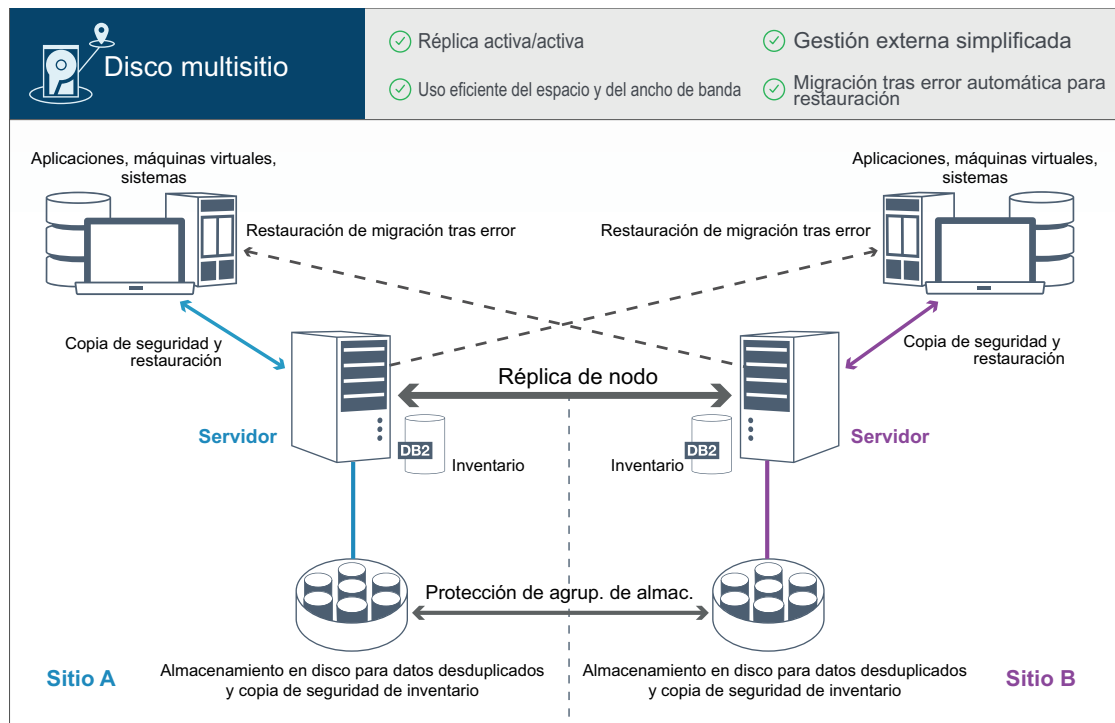 Disco multisitio
Réplica activa/activa
Gestión externa simplificada
Uso eficiente del espacio y del ancho de banda
Migración tras error automática para
restauración
Aplicaciones, máquinas virtuales,
sistemas
Aplicaciones, máquinas virtuales,
sistemas
Restauración de migración tras error
Restauración de migración tras error
Copia de seguridad y
restauración
Copia de seguridad y
restauración
Réplica de nodo
Servidor
Servidor
DB2
DB2
Inventario
Inventario
Protección de agrup. de almac.
Sitio A
Almacenamiento en disco para datos desduplicados
y copia de seguridad de inventario
Almacenamiento en disco para datos desduplicados
y copia de seguridad de inventario
Sitio B